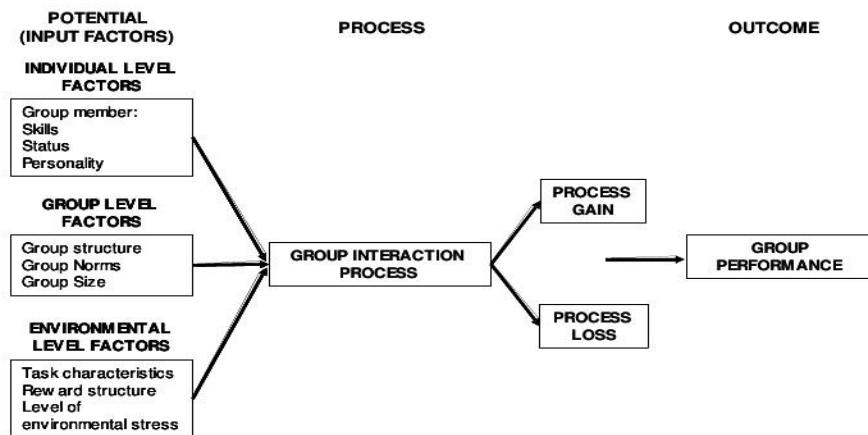 POTENTIAL
(INPUT FACTORS)
PROCESS
OUTCOME
INDIVIDUAL LEVEL
FACTORS
Group member:
Skills
Status
Personality
GROUP LEVEL
FACTORS
Group structure
Group Norms
Group Size
ENVIRONMENTAL
LEVEL FACTORS
Task characteristics
Reward structure
Level of
environmental stress
GROUP INTERACTION
PROCESS
PROCESS
GAIN
PROCESS
LOSS
GROUP
PERFORMANCE